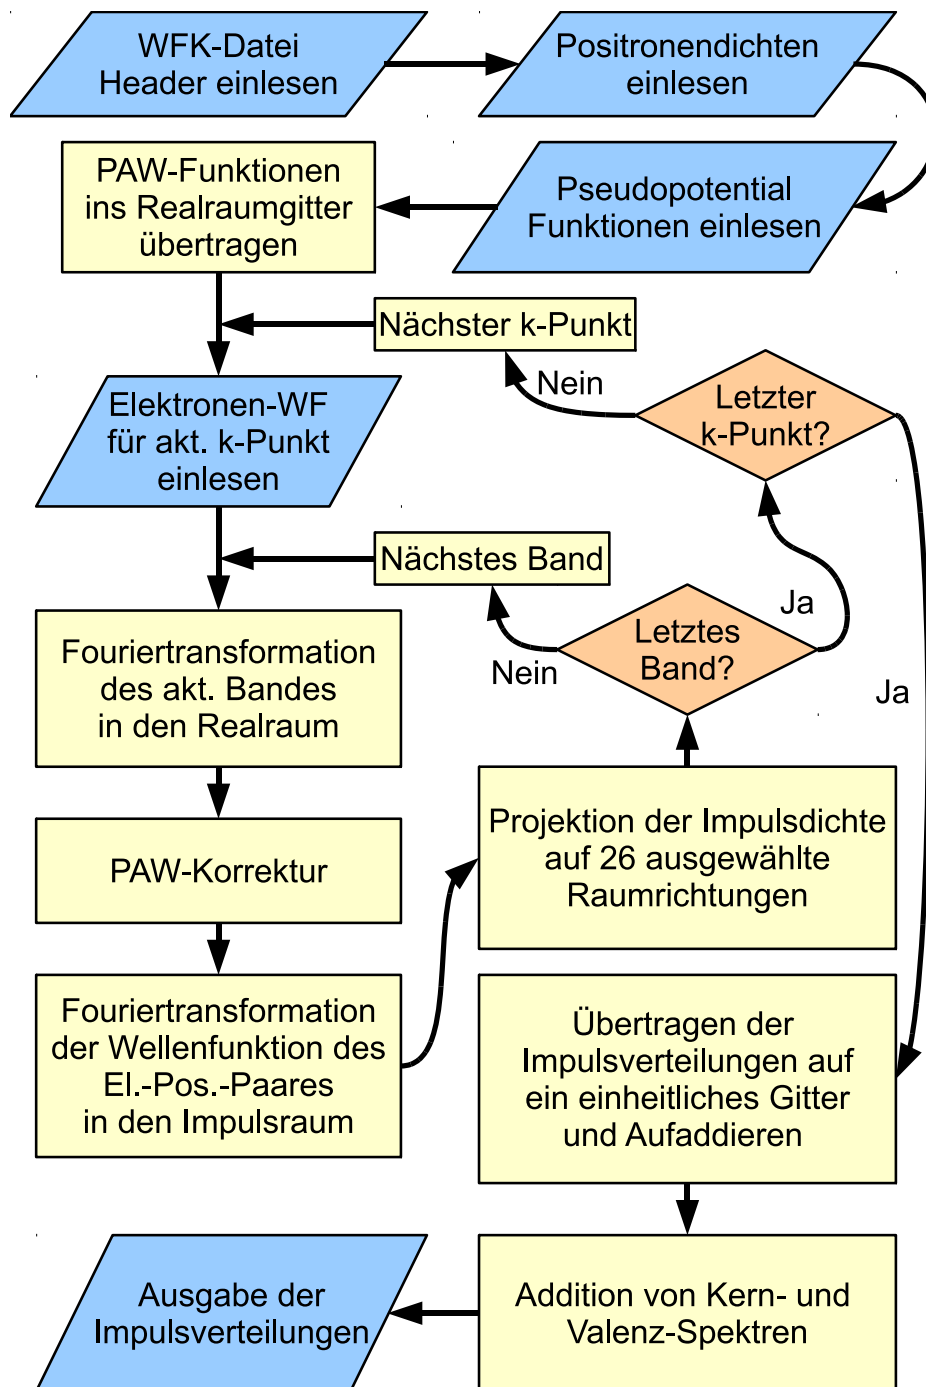 WFK-Datei
Header einlesen
Positronendichten
einlesen
PAW-Funktionen
ins Realraumgitter
übertragen
Pseudopotential
Funktionen einlesen
Nächster k-Punkt
Nein
Letzter
k-Punkt?
Elektronen-WF
für akt. k-Punkt
einlesen
Nächstes Band
Nein
Letztes
Band?
Ja
Ja
Fouriertransformation
des akt. Bandes
in den Realraum
PAW-Korrektur
Projektion der Impulsdichte
auf 26 ausgewählte
Raumrichtungen
Fouriertransformation
der Wellenfunktion des
El.-Pos.-Paares
in den Impulsraum
Übertragen der
Impulsverteilungen auf
ein einheitliches Gitter
und Aufaddieren
Ausgabe der
Impulsverteilungen
Addition von Kern- und
Valenz-Spektren